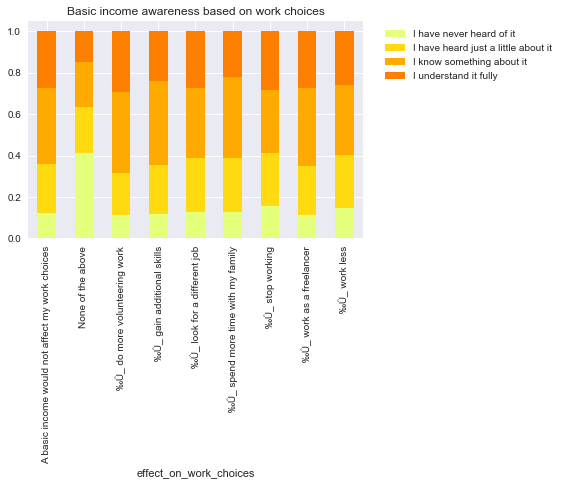 Basic income awareness based on work choices
1.0
0.8
0.6
0.4
0.2
0.0
I have never heard of it
I have heard just a little about it
I know something about it
I understand it fully
A basic income would not affect my work choices
None of the above
‰Û_ do more volunteering work
‰Û_ gain additional skills
‰Û_ look for a different job
‰Û_ spend more time with my family
‰Û_ stop working
‰Û_ work as a freelancer
‰Û_ work less
effect_on_work_choices